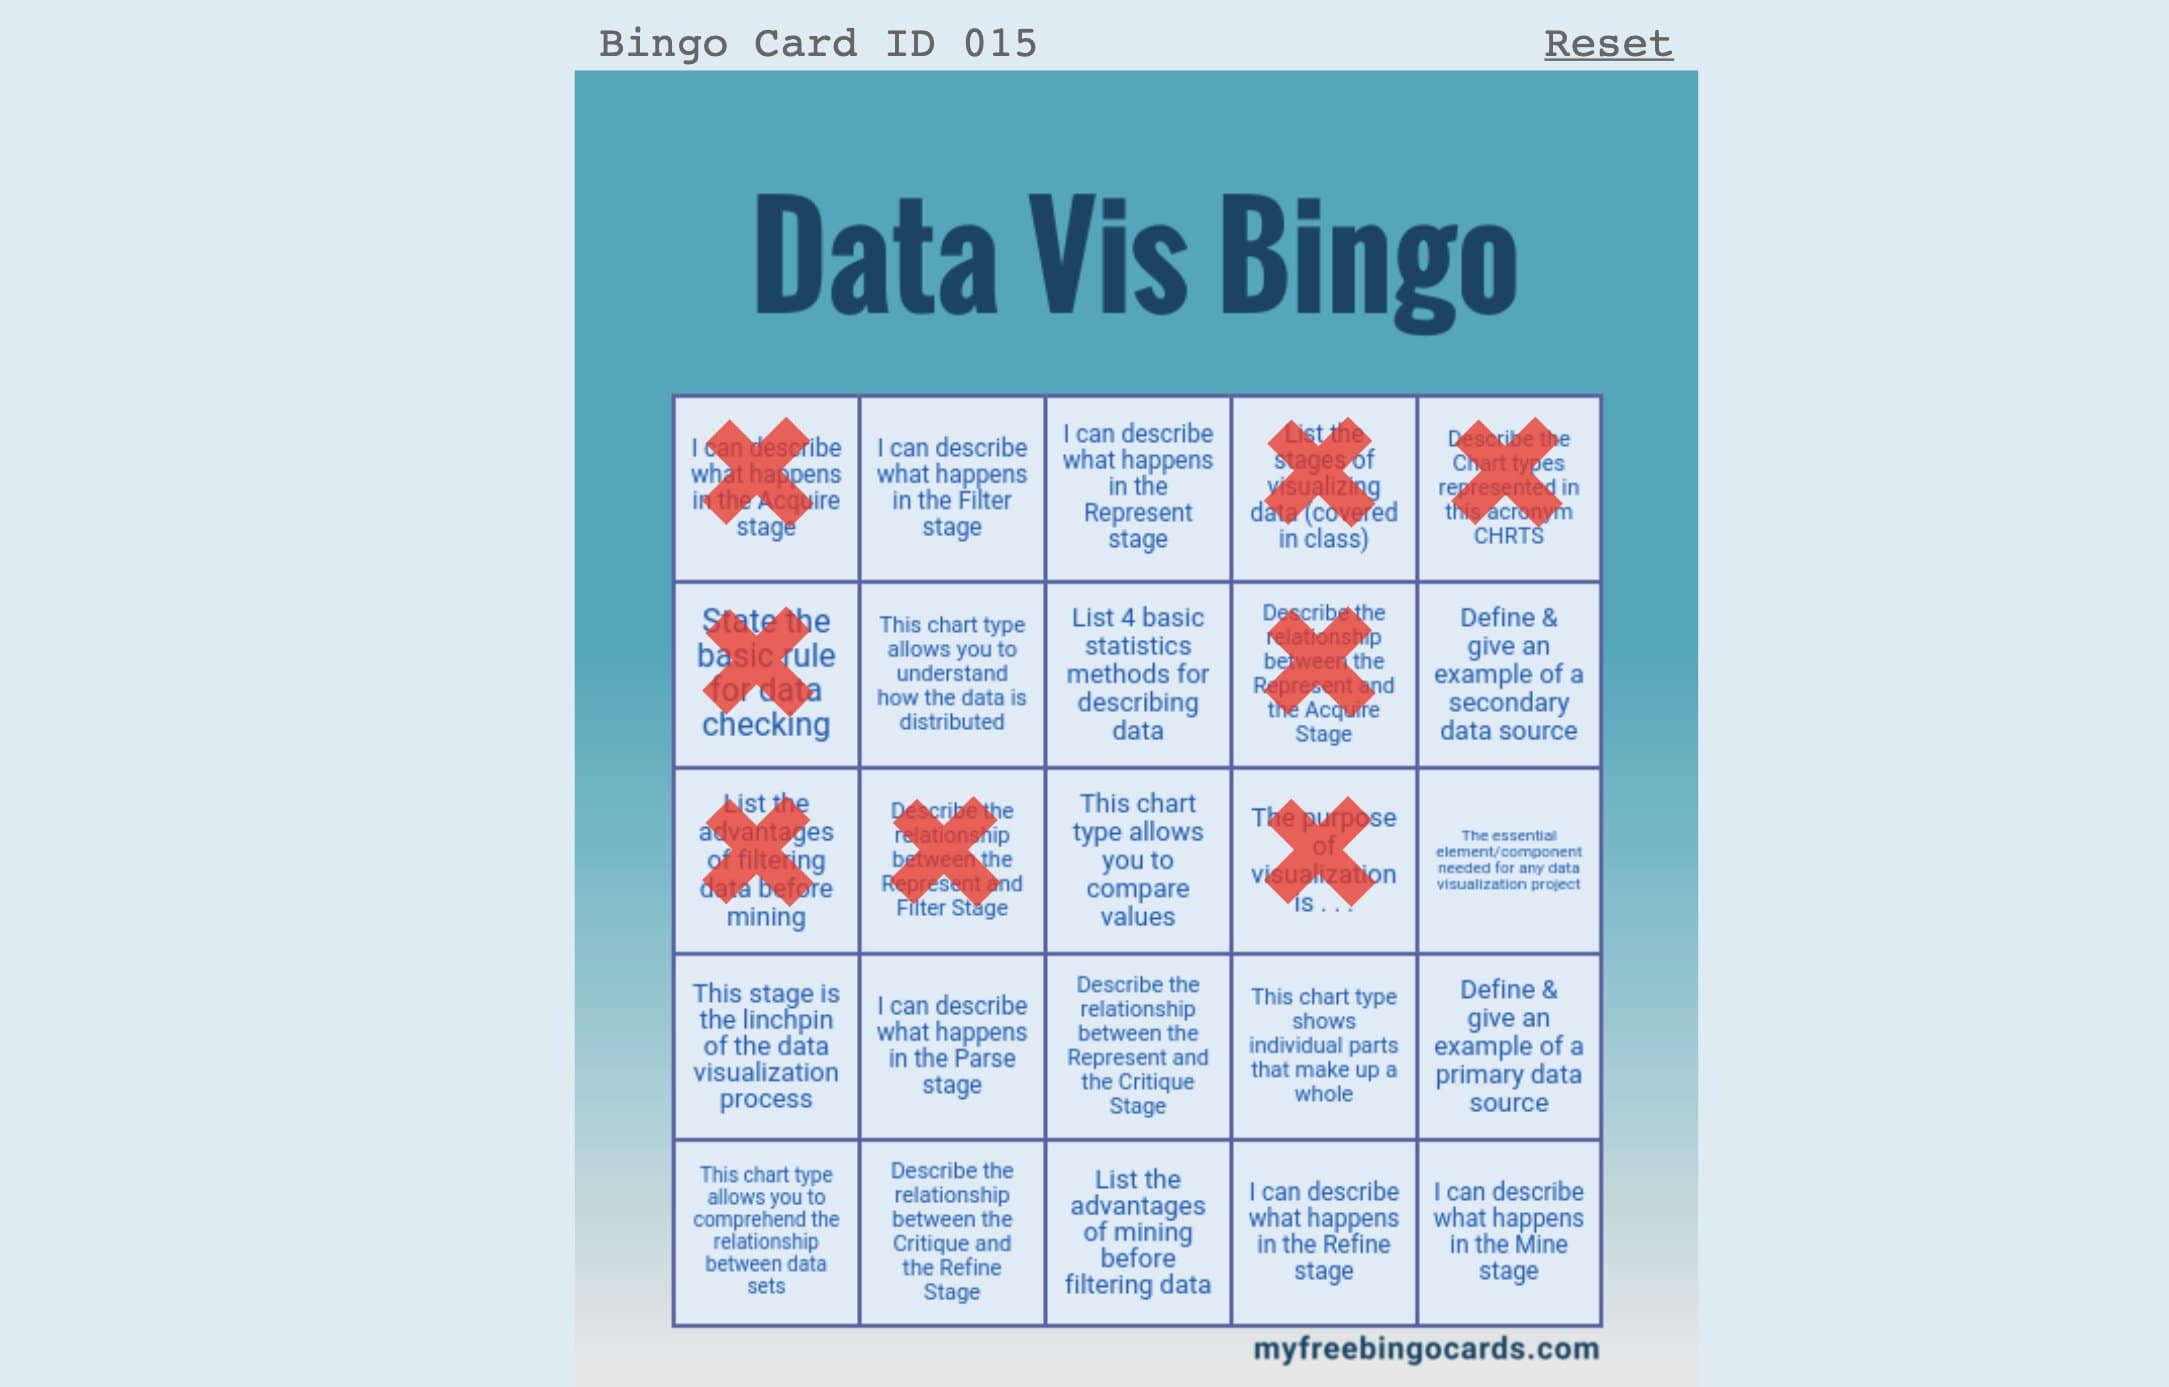 Bingo Card ID 015
Reset
Data Vis Bingo
I can describe
what happens
in the Acquire
stage
I can describe
what happens
in the Filter
stage
I can describe
what happens
in the
Represent
stage
List the
stages of
visualizing
data (covered
in class)
Describe the
Chart types
represented in
this acronym
CHRTS
State the
basic rule
for data
checking
This chart type
allows you to
understand
how the data is
distributed
List 4 basic
statistics
methods for
describing
data
Describe the
relationship
between the
Represent and
the Acquire
Stage
Define &
give an
example of a
secondary
data source
List the
advantages
of filtering
data before
mining
Describe the
relationship
between the
Represent and
Filter Stage
This chart
type allows
you to
compare
values
The purpose
of
visualization
is . . .
The essential
element/component
needed for any data
visualization project
This stage is
the linchpin
of the data
visualization
process
I can describe
what happens
in the Parse
stage
Describe the
relationship
between the
Represent and
the Critique
Stage
This chart type
shows
individual parts
that make up a
whole
Define &
give an
example of a
primary data
source
This chart type
allows you to
comprehend the
relationship
between data
sets
Describe the
relationship
between the
Critique and
the Refine
Stage
List the
advantages
of mining
before
filtering data
I can describe
what happens
in the Refine
stage
I can describe
what happens
in the Mine
stage
myfreebingocards.com